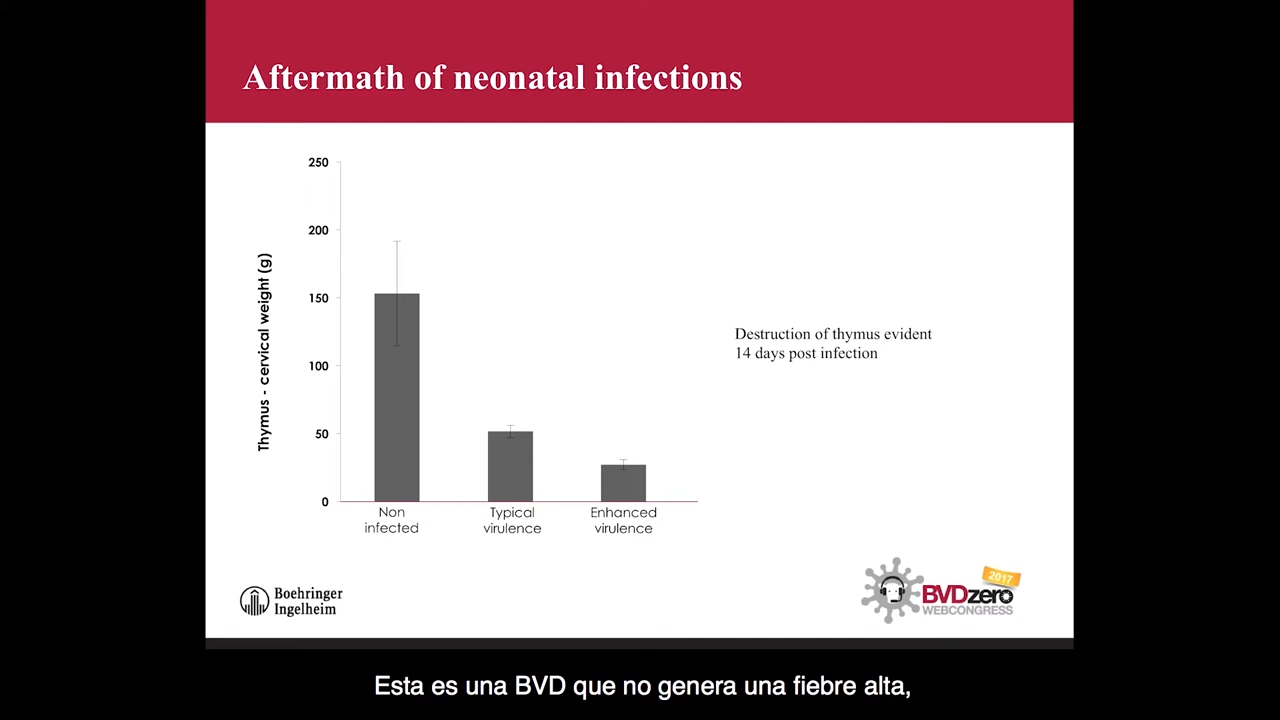 Aftermath of neonatal infections
250
200
150
100
50
0
Thymus - cervical weight (g)
Non
infected
Typical
virulence
Enhanced
virulence
Destruction of thymus evident
14 days post infection
Boehringer
Ingelheim
2017
BVDzero
WEBCONGRESS
Esta es una BVD que no genera una fiebre alta,